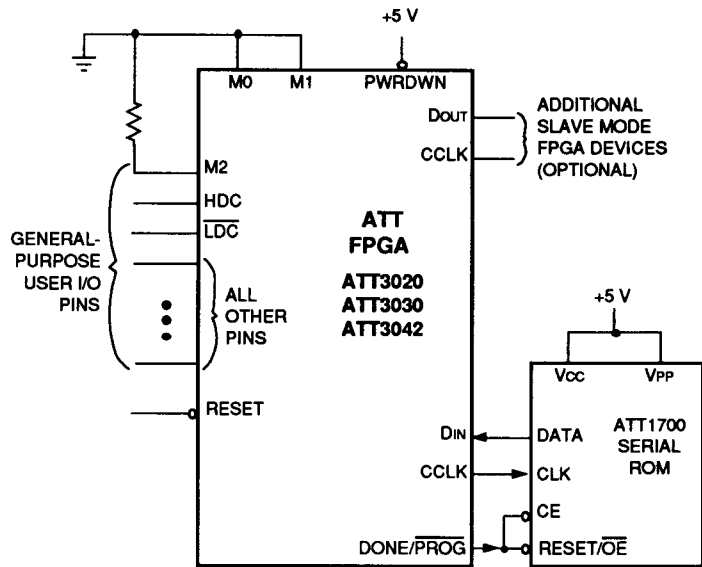 +5 V
M0
M1
PWRDWN
DOUT
CCLK
ADDITIONAL
SLAVE MODE
FPGA DEVICES
(OPTIONAL)
M2
HDC
LDC
GENERAL-
PURPOSE
USER I/O
PINS
ALL
OTHER
PINS
RESET
ATT
FPGA
ATT3020
ATT3030
ATT3042
+5 V
VCC
VPP
ATT1700
SERIAL
ROM
DIN
DATA
CCLK
CLK
CE
DONE/PROG
RESET/OE